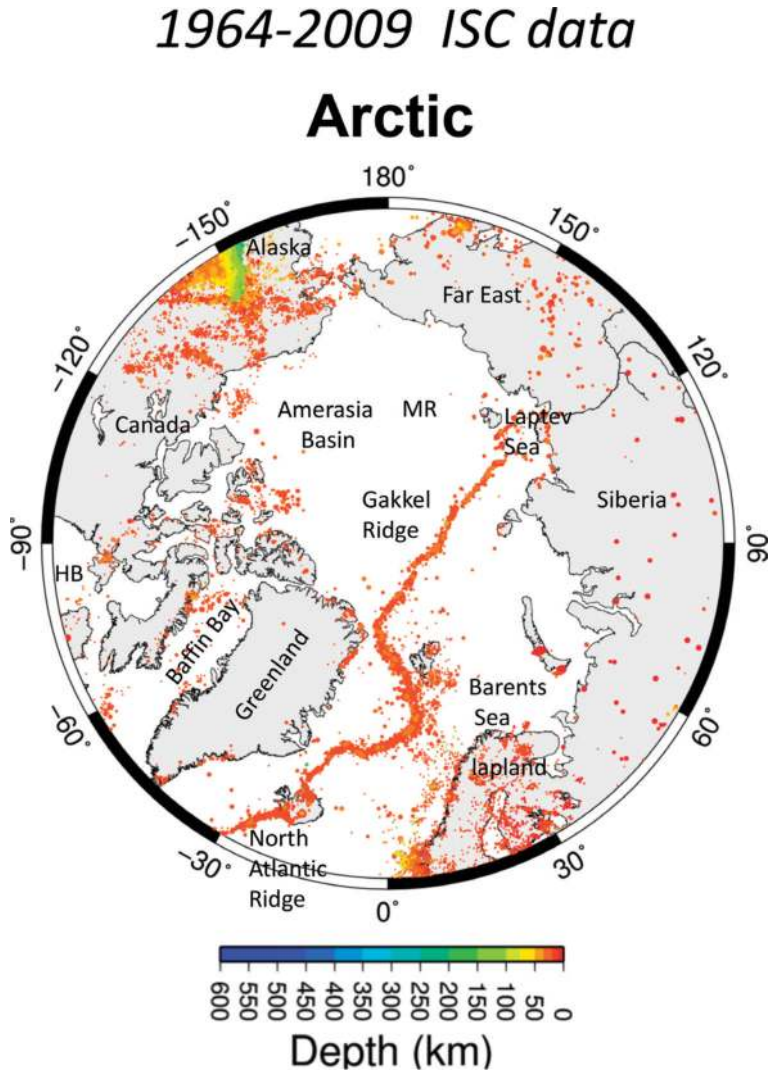 1964-2009 ISC data
Arctic
180°
−150°
150°
Alaska
Far East
−120°
120°
Canada
Amerasia
Basin
MR
Laptev
Sea
Gakkel
Ridge
Siberia
−90°
90°
HB
Baffin Bay
Greenland
Barents
Sea
−60°
60°
lapland
−30°
30°
North
Atlantic
Ridge
0°
600 550 500 450 400 350 300 250 200 150 100 50 0
Depth (km)